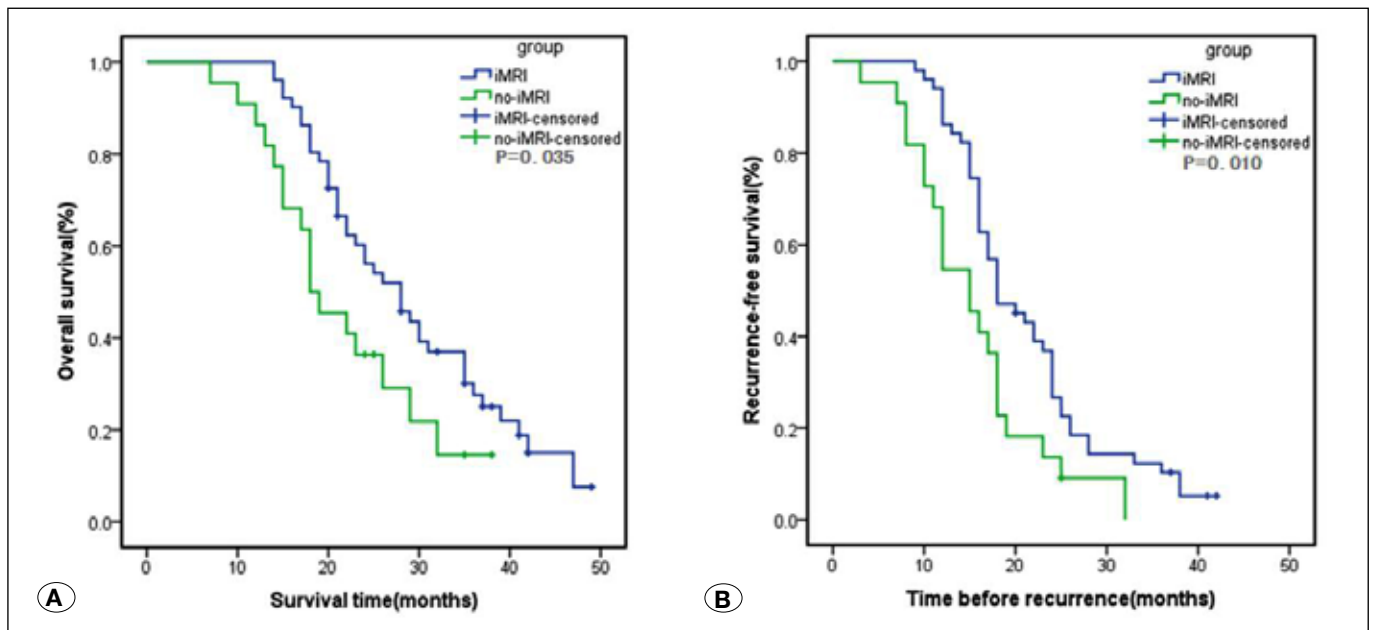 group
iMRI
no-iMRI
iMRI-censored
no-iMRI-censored
P=0.035
Overall survival(%)
1.0
0.8
0.6
0.4
0.2
0.0
0 10 20 30 40 50
Survival time(months)
A
group
iMRI
no-iMRI
iMRI-censored
no-iMRI-censored
P=0.010
Recurrence-free survival(%)
1.0
0.8
0.6
0.4
0.2
0.0
0 10 20 30 40 50
Time before recurrence(months)
B